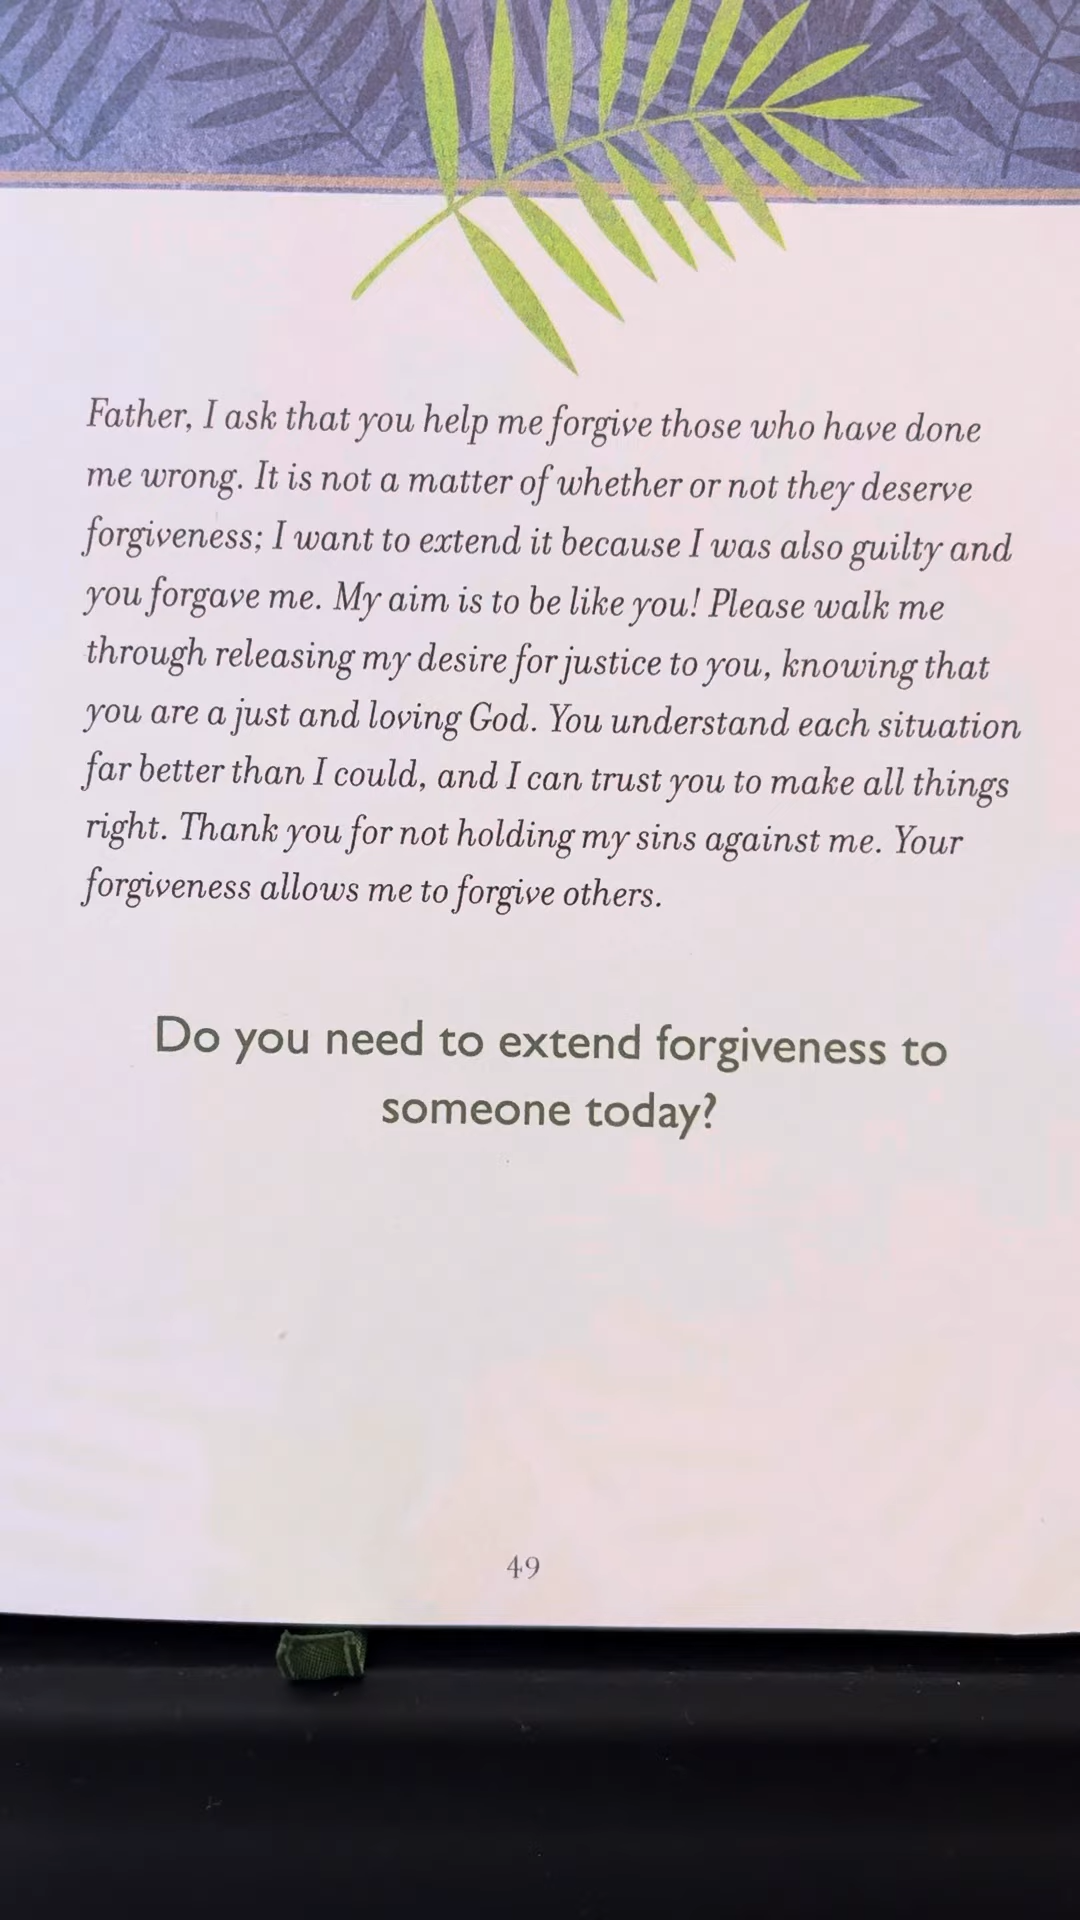 Father, I ask that you help me forgive those who have done
me wrong. It is not a matter of whether or not they deserve
forgiveness; I want to extend it because I was also guilty and
you forgave me. My aim is to be like you! Please walk me
through releasing my desire for justice to you, knowing that
you are a just and loving God. You understand each situation
far better than I could, and I can trust you to make all things
right. Thank you for not holding my sins against me. Your
forgiveness allows me to forgive others.
Do you need to extend forgiveness to
someone today?
49